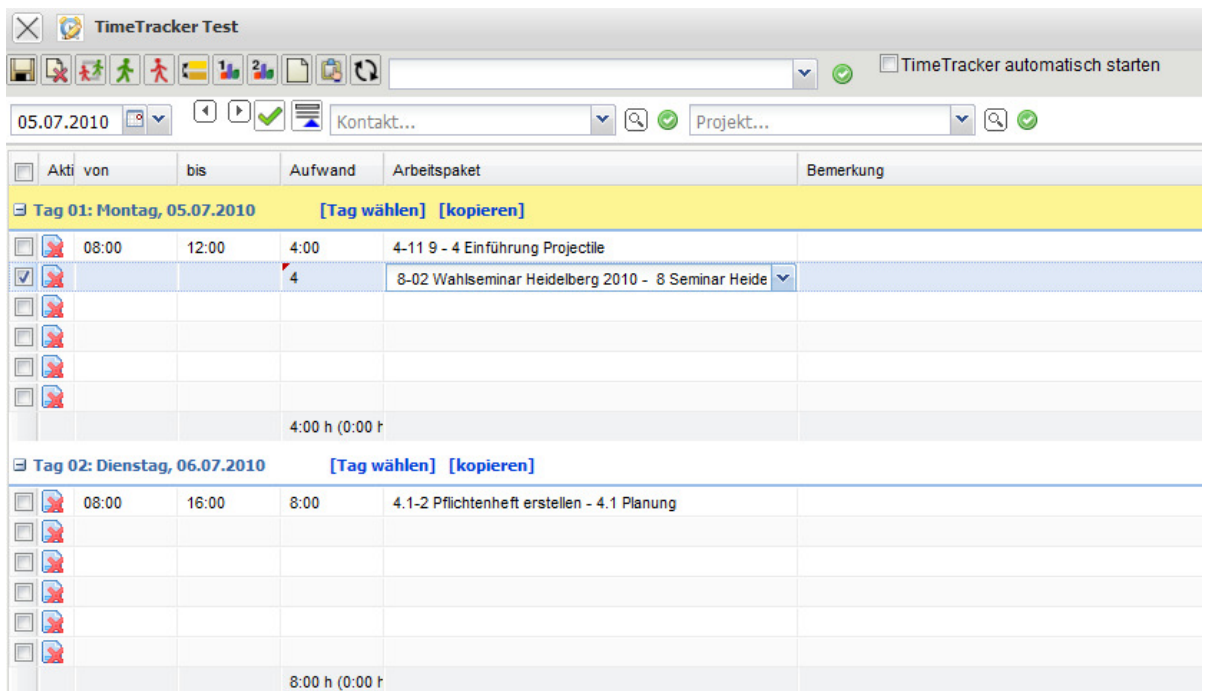 TimeTracker Test
1 2 TimeTracker automatisch starten
05.07.2010 Kontakt... Projekt...
Akti von bis Aufwand Arbeitspaket Bemerkung
Tag 01: Montag, 05.07.2010 [Tag wählen] [kopieren]
08:00 12:00 4:00 4-11 9 - 4 Einführung Projectile
4 8-02 Wahlseminar Heidelberg 2010 - 8 Seminar Heide
4:00 h (0:00 h
Tag 02: Dienstag, 06.07.2010 [Tag wählen] [kopieren]
08:00 16:00 8:00 4.1-2 Pflichtenheft erstellen - 4.1 Planung
8:00 h (0:00 h